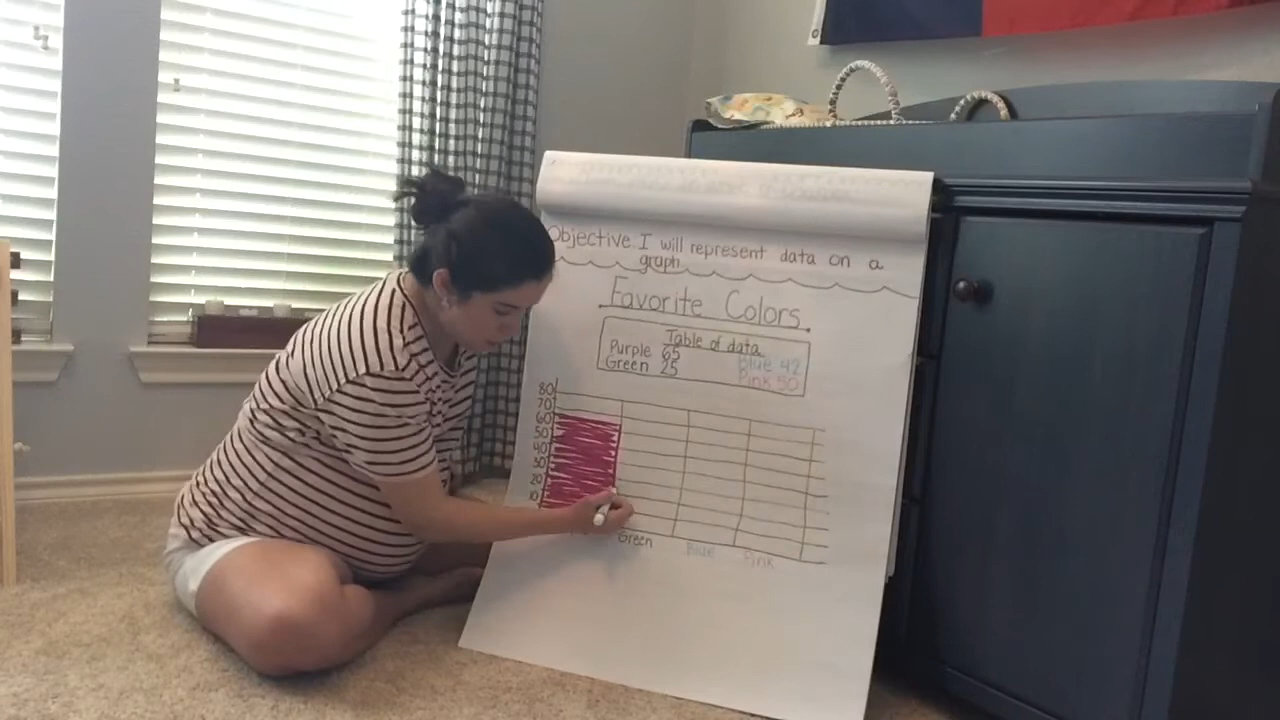 Objective I will represent data on a
graph
Favorite Colors
Table of data
Purple 65 Blue 42
Green 25 Pink 50
80
70
60
50
40
30
20
10
Green Blue Pink